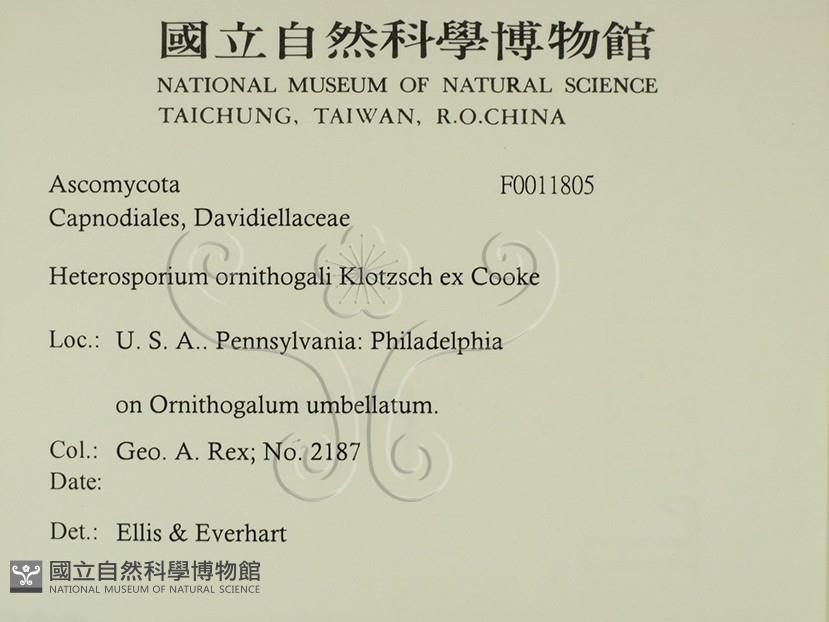 國立自然科學博物館
NATIONAL MUSEUM OF NATURAL SCIENCE
TAICHUNG, TAIWAN, R.O.CHINA
Ascomycota F0011805
Capnodiales, Davidiellaceae
Heterosporium ornithogali Klotzsch ex Cooke
Loc.: U. S. A.. Pennsylvania: Philadelphia
on Ornithogalum umbellatum.
Col.: Geo. A. Rex; No. 2187
Date:
Det.: Ellis & Everhart
國立自然科學博物館
NATIONAL MUSEUM OF NATURAL SCIENCE